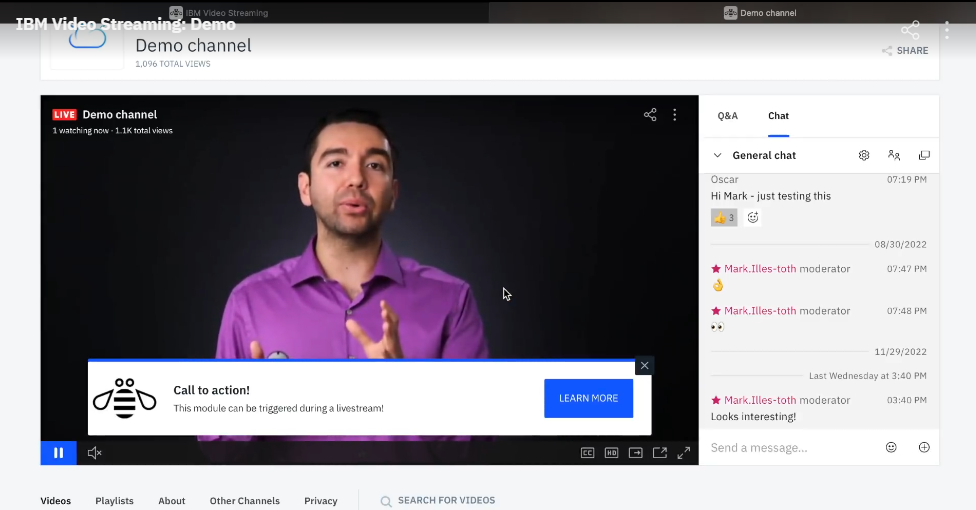 IBM Video Streaming
Demo channel
IBM Video Streaming: Demo
Demo channel
1,096 TOTAL VIEWS
SHARE
LIVE Demo channel
1 watching now · 1.1K total views
Call to action!
This module can be triggered during a livestream!
LEARN MORE
CC HD
Q&A Chat
General chat
Oscar 07:19 PM
Hi Mark - just testing this
👍 3
08/30/2022
Mark.Illes-toth moderator 07:47 PM
👌
Mark.Illes-toth moderator 07:48 PM
👀
11/29/2022
Last Wednesday at 3:40 PM
Mark.Illes-toth moderator 03:40 PM
Looks interesting!
Send a message...
Videos Playlists About Other Channels Privacy SEARCH FOR VIDEOS